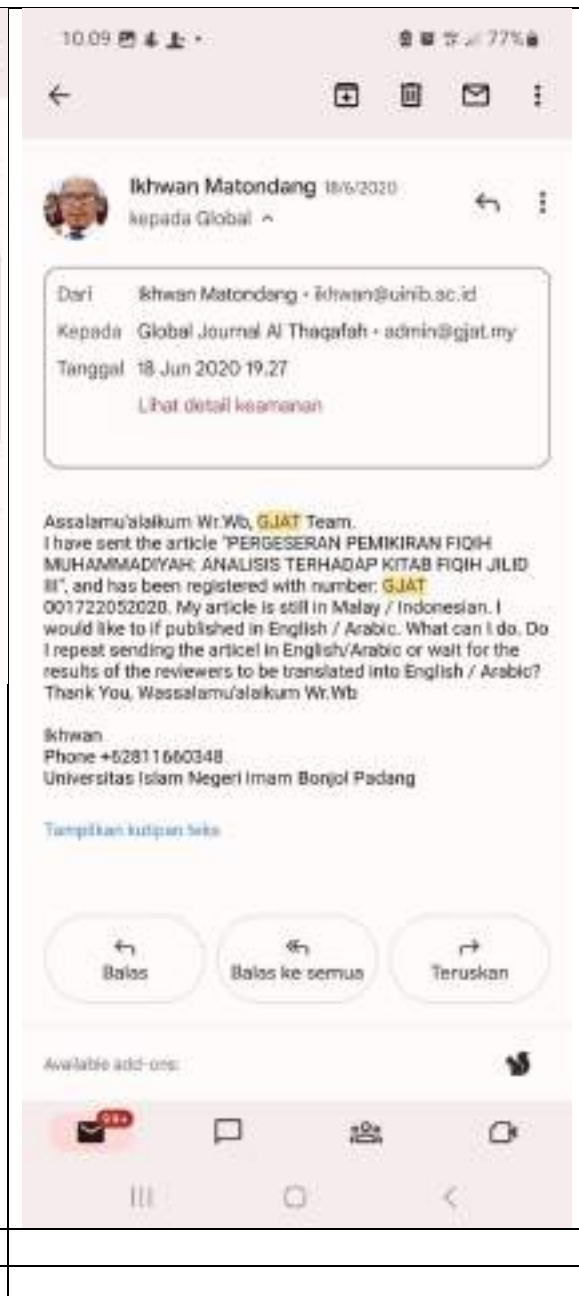 10.09
77%
Ikhwan Matondang 18/6/2020
kepada Global
Dari Ikhwan Matondang • ikhwan@uinib.ac.id
Kepada Global Journal Al Thaqafah • admin@gjat.my
Tanggal 18 Jun 2020 19.27
Lihat detail keamanan
Assalamu'alaikum Wr.Wb, GJAT Team.
I have sent the article "PERGESERAN PEMIKIRAN FIQIH
MUHAMMADIYAH: ANALISIS TERHADAP KITAB FIQIH JILID
III", and has been registered with number: GJAT
001722052020. My article is still in Malay / Indonesian. I
would like to if published in English / Arabic. What can I do. Do
I repeat sending the articel in English/Arabic or wait for the
results of the reviewers to be translated into English / Arabic?
Thank You, Wassalamu'alaikum Wr.Wb
Ikhwan
Phone +62811660348
Universitas Islam Negeri Imam Bonjol Padang
Tampilkan kutipan teks
Balas
Balas ke semua
Teruskan
Available add-ons:
99+